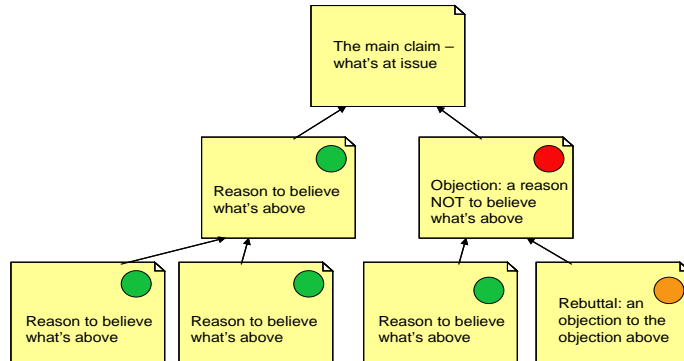 The main claim –
what's at issue
Reason to believe
what's above
Objection: a reason
NOT to believe
what's above
Reason to believe
what's above
Reason to believe
what's above
Reason to believe
what's above
Rebuttal: an
objection to the
objection above